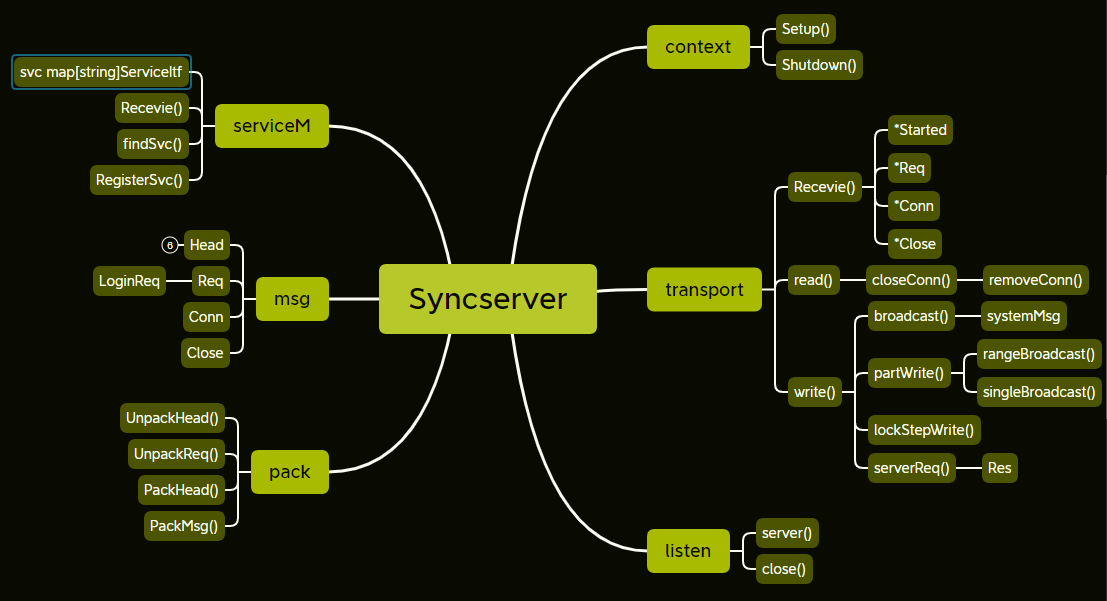 Syncserver
context
Setup()
Shutdown()
transport
Recevie()
*Started
*Req
*Conn
*Close
read()
closeConn()
removeConn()
write()
broadcast()
systemMsg
partWrite()
rangeBroadcast()
singleBroadcast()
lockStepWrite()
serverReq()
Res
listen
server()
close()
serviceM
svc map[string]ServiceItf
Recevie()
findSvc()
RegisterSvc()
msg
Head
6
Req
LoginReq
Conn
Close
pack
UnpackHead()
UnpackReq()
PackHead()
PackMsg()